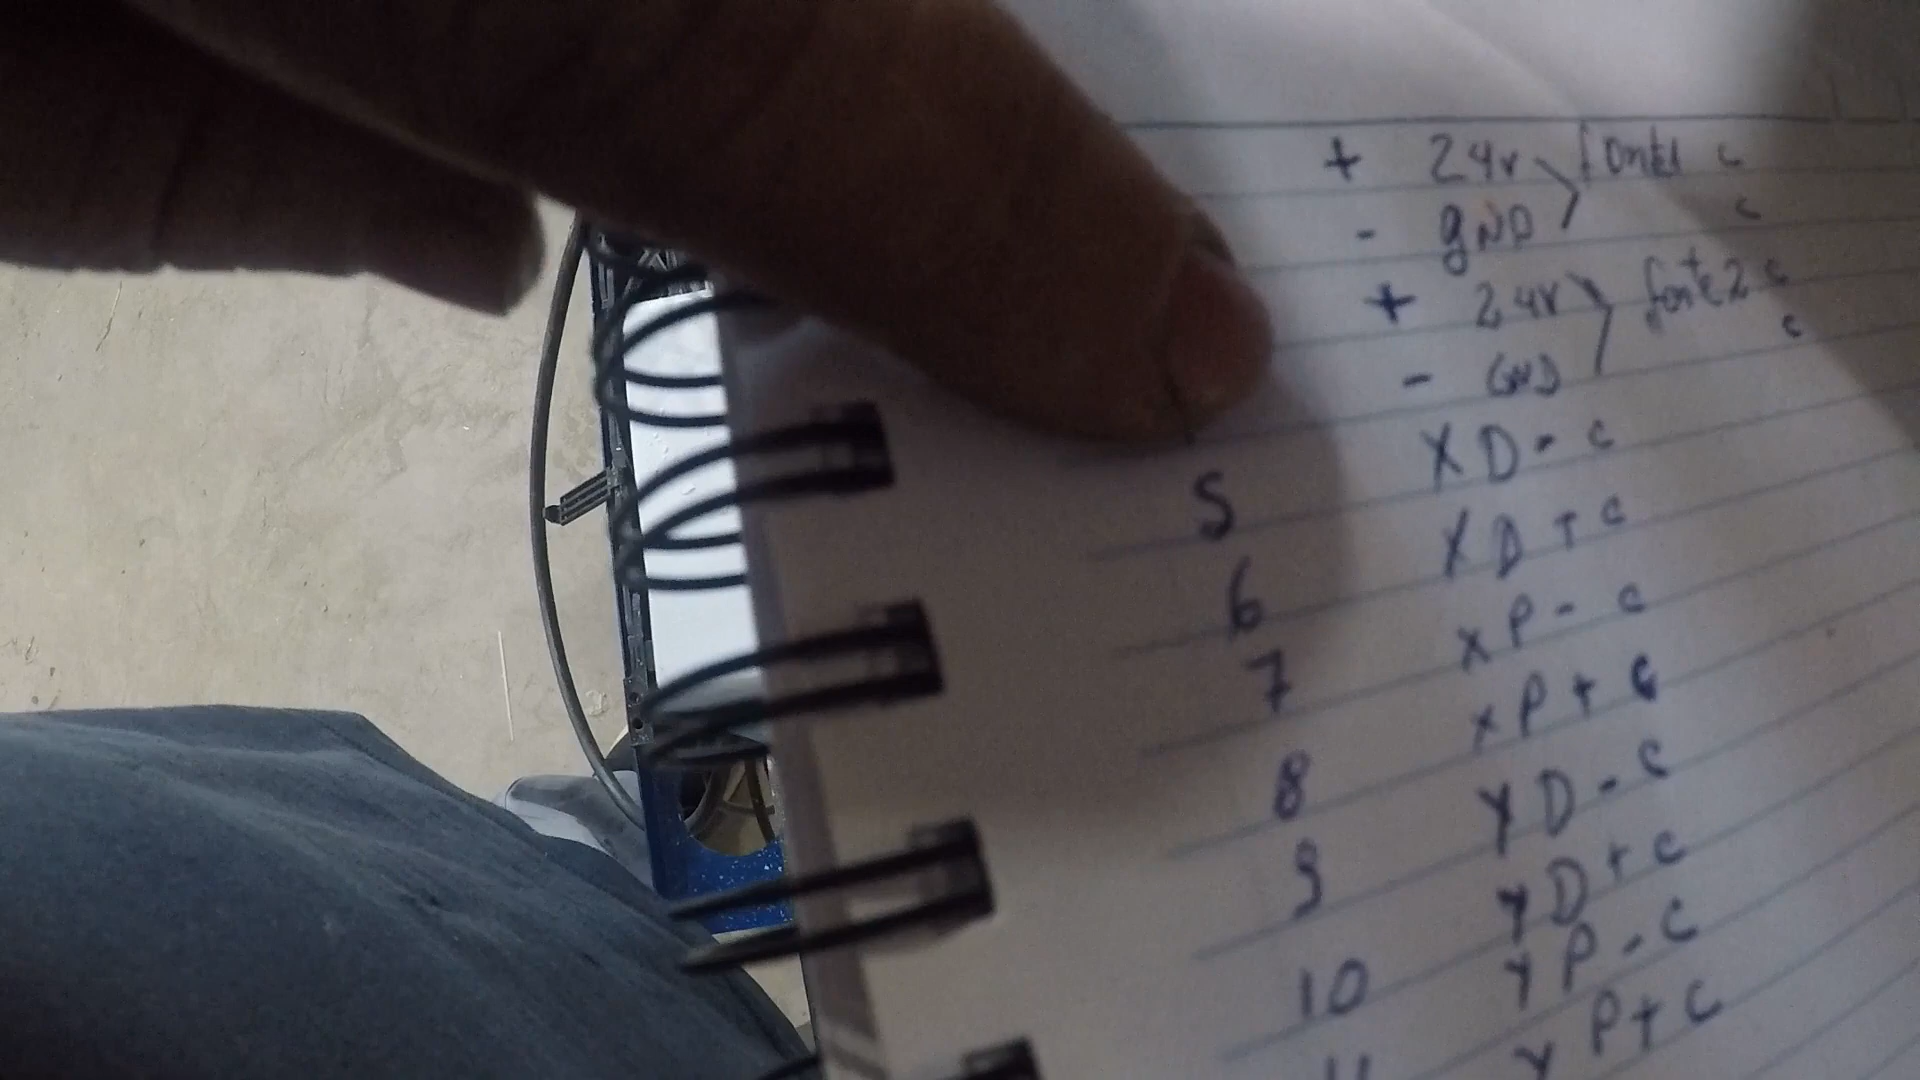 + 24v fonte1 c
- gND c
+ 24v fonte2 c
- GND c
5 XD- c
6 XD+ c
7 XP- c
XP+ c
8 YD- c
9 YD+ c
10 YP- c
11 YP+ c